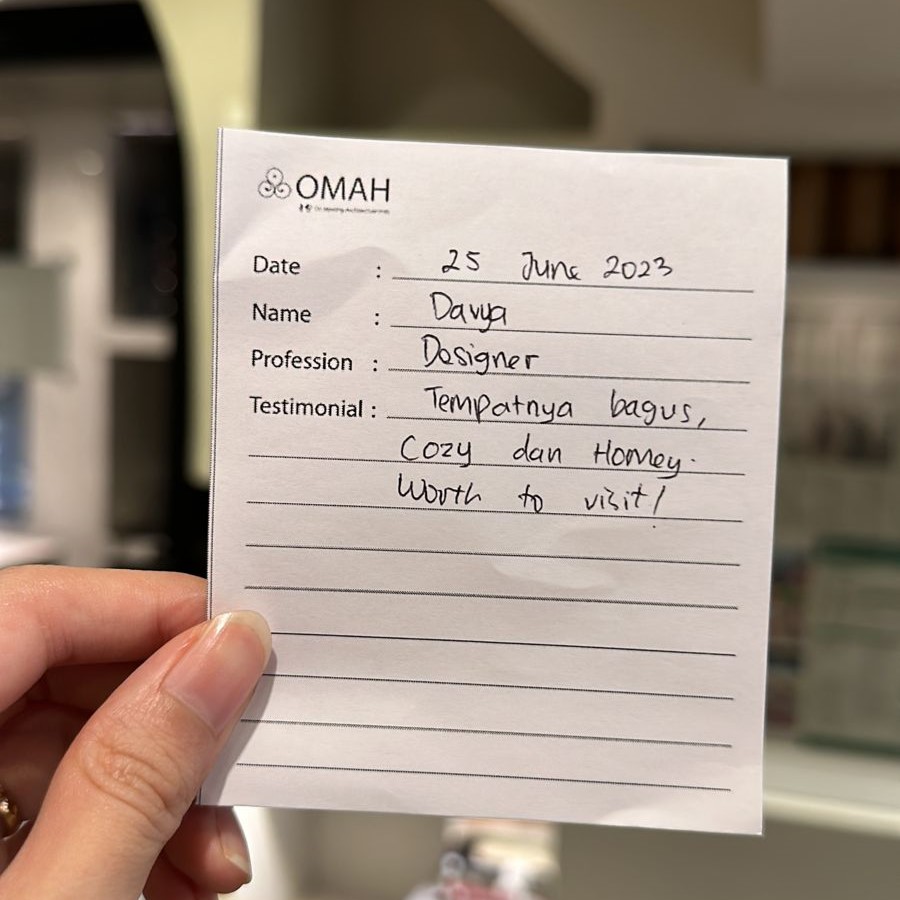 OMAH
Date : 25 June 2023
Name : Davya
Profession : Designer
Testimonial : Tempatnya bagus,
Cozy dan Homey.
Worth to visit!